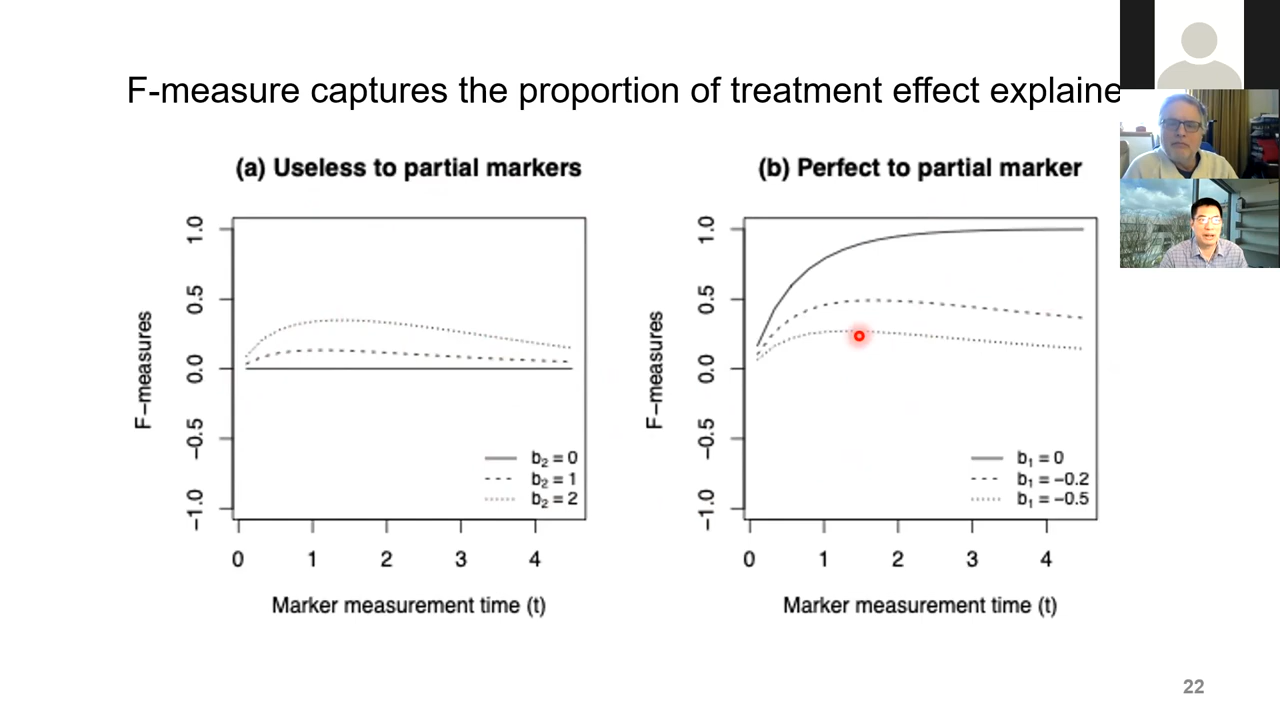 F-measure captures the proportion of treatment effect explaine
(a) Useless to partial markers
F-measures
1.0
0.5
0.0
-0.5
-1.0
b2 = 0
b2 = 1
b2 = 2
0 1 2 3 4
Marker measurement time (t)
(b) Perfect to partial marker
F-measures
1.0
0.5
0.0
-0.5
-1.0
b1 = 0
b1 = -0.2
b1 = -0.5
0 1 2 3 4
Marker measurement time (t)
22